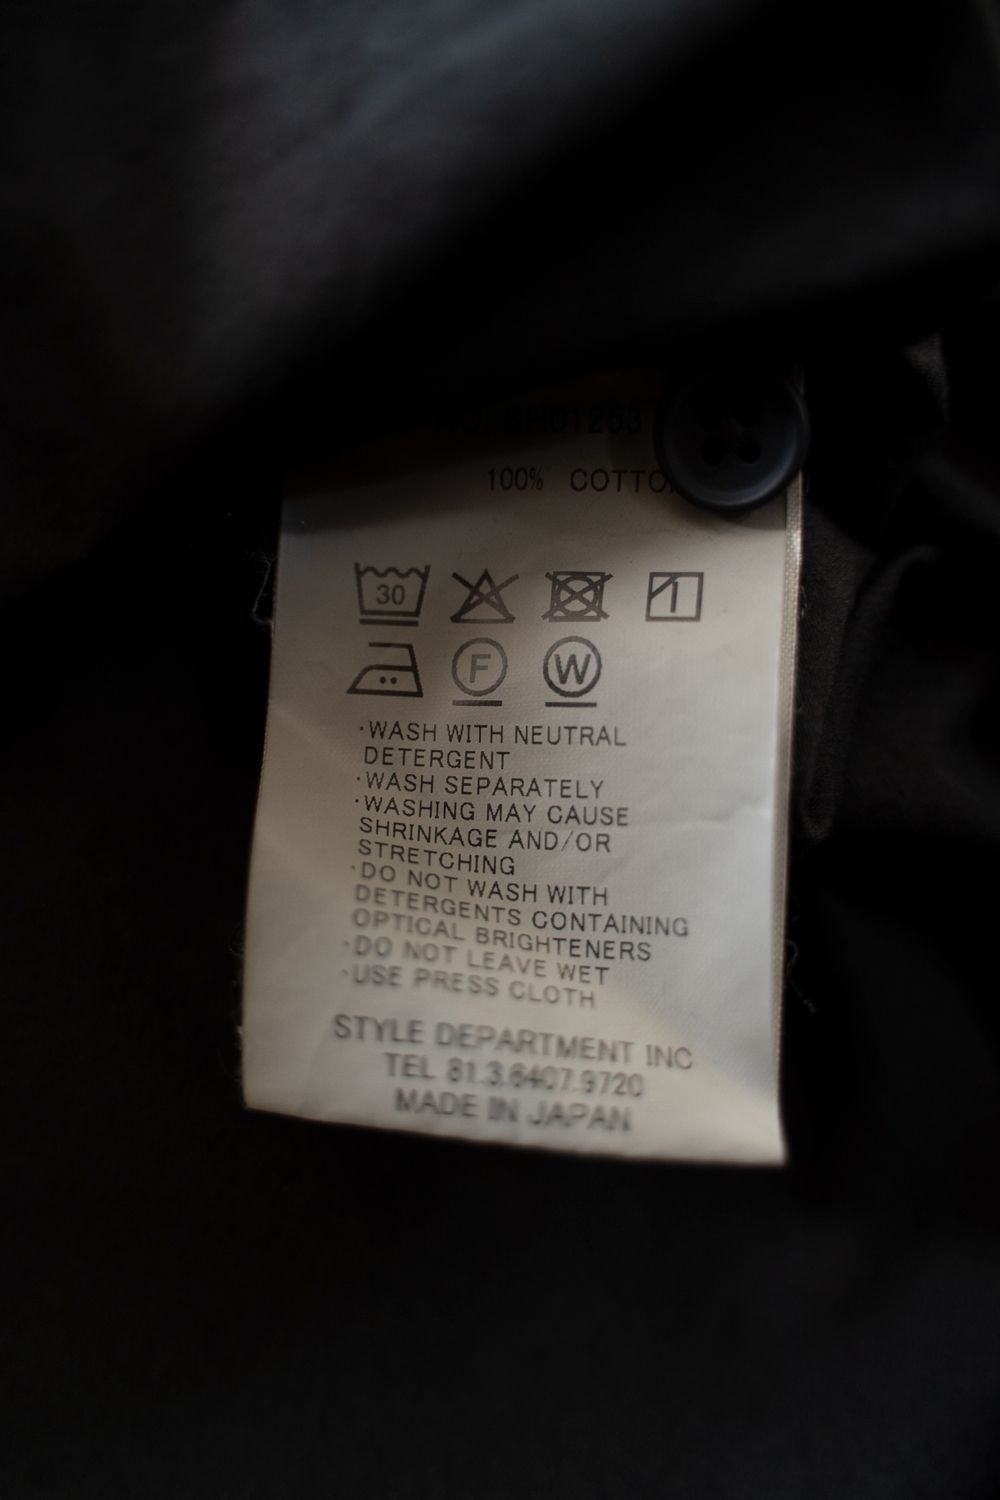 NO. SH01253
100% COTTO
30
F W
·WASH WITH NEUTRAL
DETERGENT
·WASH SEPARATELY
·WASHING MAY CAUSE
SHRINKAGE AND/OR
STRETCHING
·DO NOT WASH WITH
DETERGENTS CONTAINING
OPTICAL BRIGHTENERS
·DO NOT LEAVE WET
·USE PRESS CLOTH
STYLE DEPARTMENT INC
TEL 81.3.6407.9720
MADE IN JAPAN